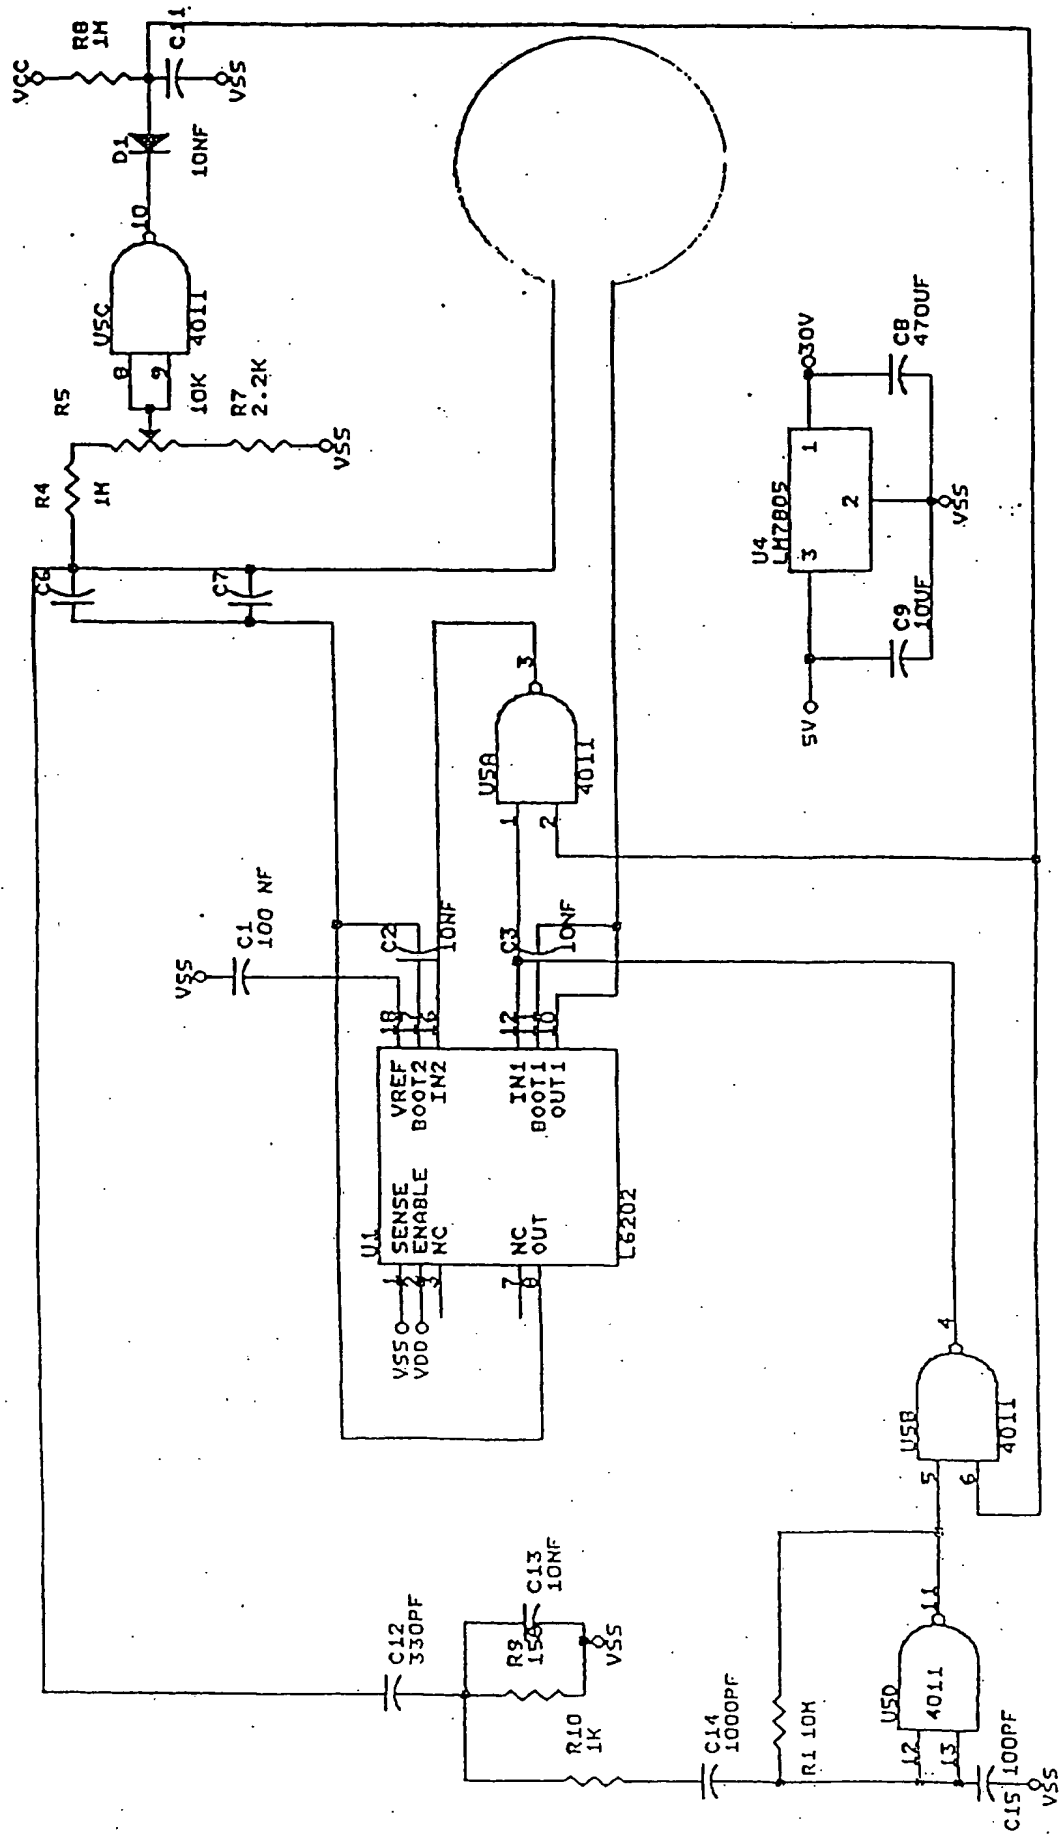 VCC
R8
1M
C11
VSS
D1
10NF
10
U5C
4011
8
9
R5
10K
R7
2.2K
VSS
R4
1M
C6
C7
30V
C8
470UF
U4
LM7805
1
2
3
VSS
C9
10UF
5V
3
U5A
4011
1
2
C1
100 NF
VSS
C2
10NF
C3
10NF
18
17
16
12
11
10
VREF
BOOT2
IN2
IN1
BOOT1
OUT1
U1
SENSE
ENABLE
NC
NC
OUT
L6202
1
2
3
7
8
VSS
VDD
4
U5B
4011
5
6
C12
330PF
C13
10NF
R9
VSS
R10
1K
C14
1000PF
R1 10M
11
U5D
4011
12
13
C15 100PF
VSS